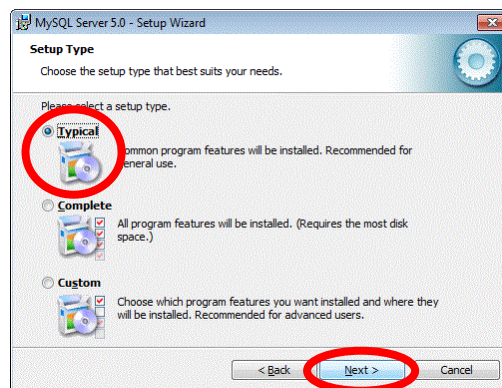 MySQL Server 5.0 - Setup Wizard
Setup Type
Choose the setup type that best suits your needs.
Please select a setup type.
Typical
ommon program features will be installed. Recommended for
eneral use.
Complete
All program features will be installed. (Requires the most disk
space.)
Custom
Choose which program features you want installed and where they
will be installed. Recommended for advanced users.
< Back
Next >
Cancel